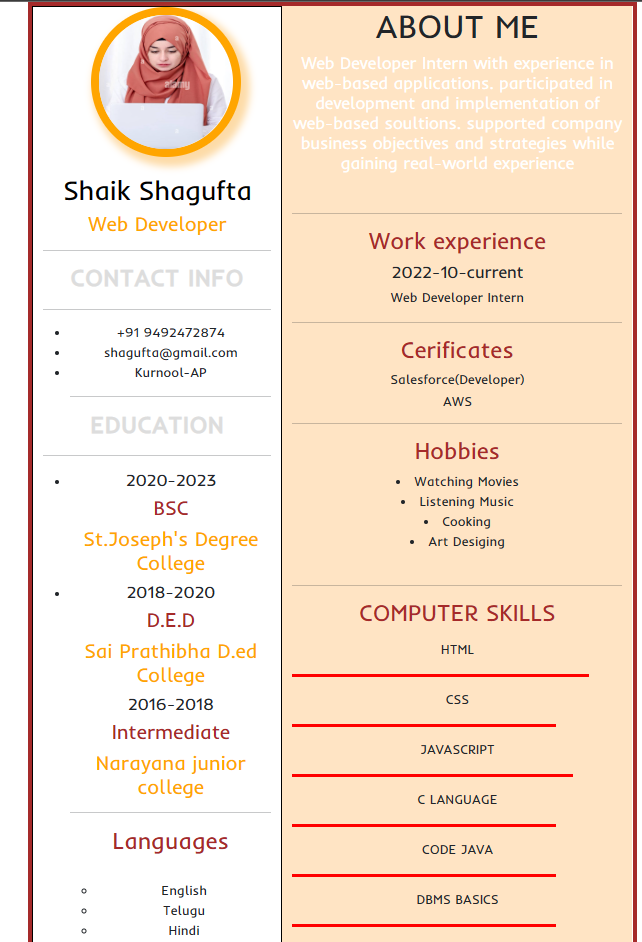 Shaik Shagufta
Web Developer
CONTACT INFO
+91 9492472874
shagufta@gmail.com
Kurnool-AP
EDUCATION
2020-2023
BSC
St.Joseph's Degree
College
2018-2020
D.E.D
Sai Prathibha D.ed
College
2016-2018
Intermediate
Narayana junior
college
Languages
English
Telugu
Hindi
ABOUT ME
Web Developer Intern with experience in
web-based applications. participated in
development and implementation of
web-based soultions. supported company
business objectives and strategies while
gaining real-world experience
Work experience
2022-10-current
Web Developer Intern
Cerificates
Salesforce(Developer)
AWS
Hobbies
Watching Movies
Listening Music
Cooking
Art Desiging
COMPUTER SKILLS
HTML
CSS
JAVASCRIPT
C LANGUAGE
CODE JAVA
DBMS BASICS